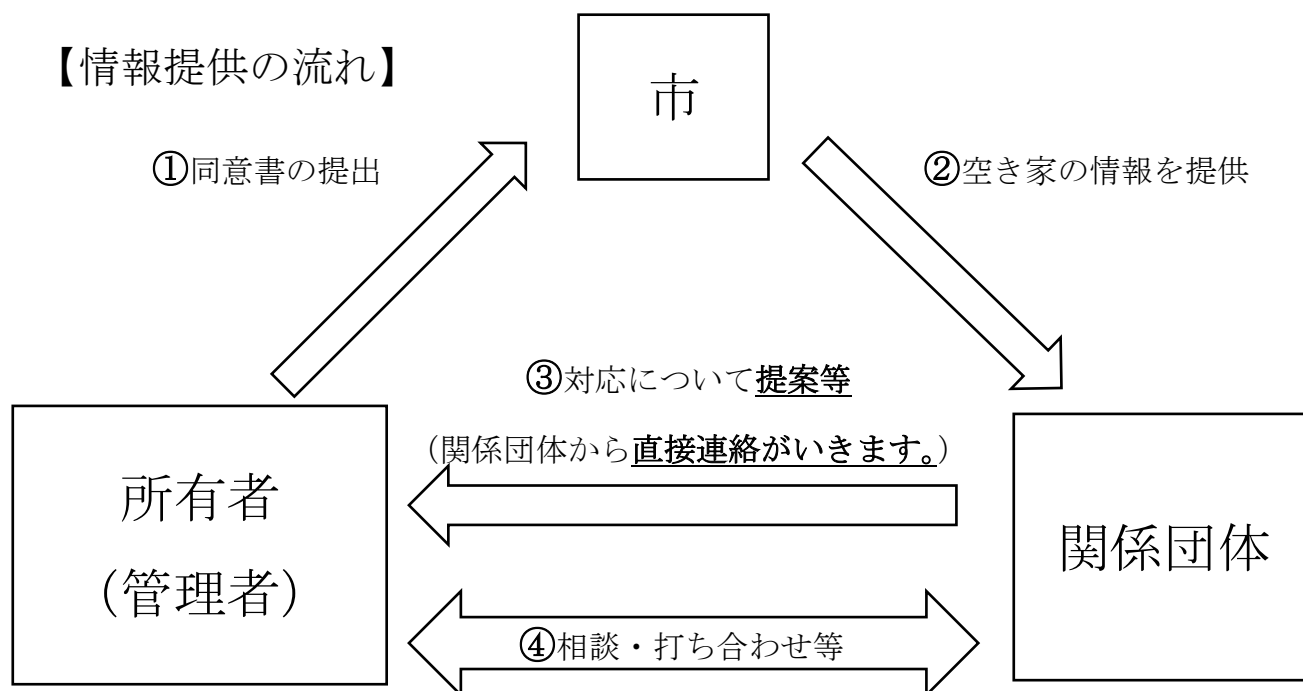 【情報提供の流れ】
市
①同意書の提出
②空き家の情報を提供
③対応について提案等
（関係団体から直接連絡がいきます。）
所有者
（管理者）
関係団体
④相談・打ち合わせ等